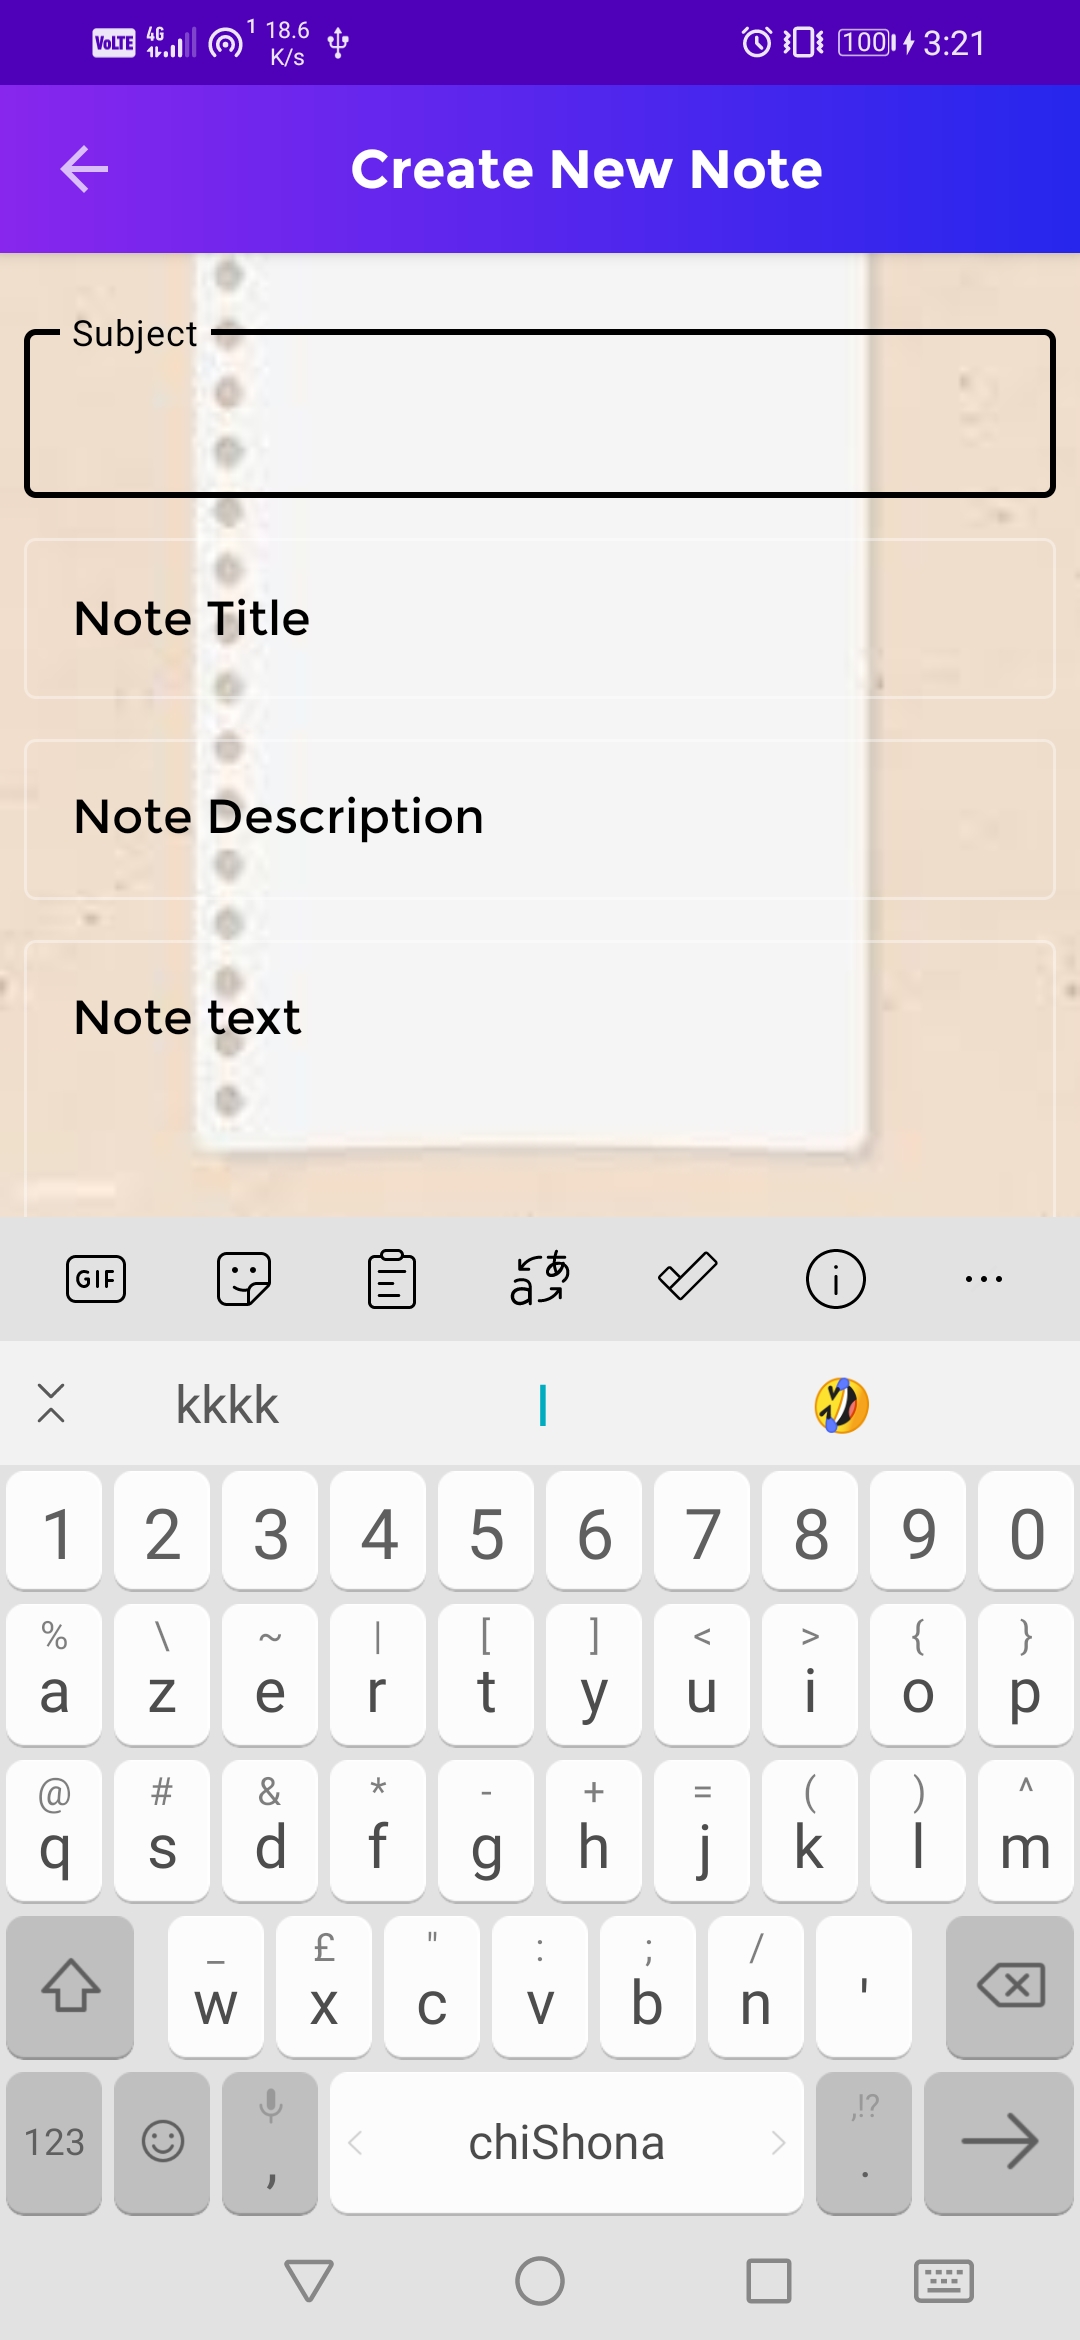 VoLTE 4G 1 18.6 K/s 100 3:21
Create New Note
Subject
Note Title
Note Description
Note text
GIF a あ i ...
kkkk
1 2 3 4 5 6 7 8 9 0
% \ ~ | [ ] < > { }
a z e r t y u i o p
@ # & * - + = ( ) ^
q s d f g h j k l m
_ £ " : ; /
w x c v b n '
,!?
123 , chiShona .